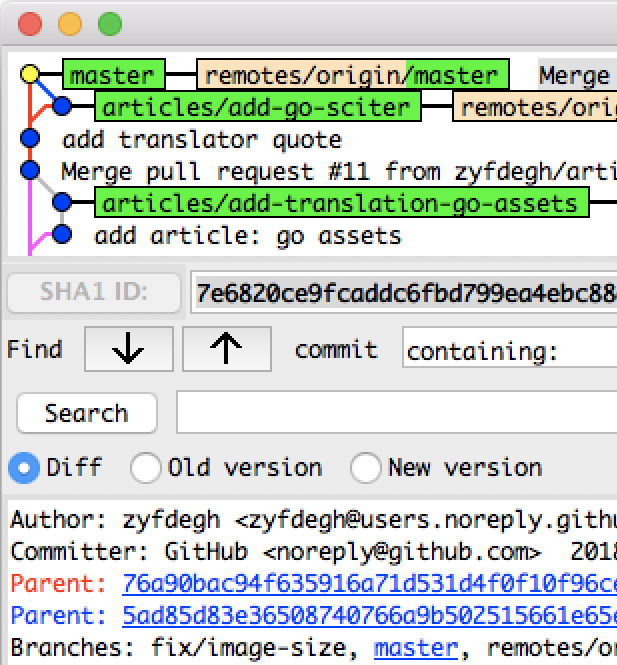 master remotes/origin/master Merge
articles/add-go-sciter remotes/ori
add translator quote
Merge pull request #11 from zyfdegh/arti
articles/add-translation-go-assets
add article: go assets
SHA1 ID: 7e6820ce9fcaddc6fbd799ea4ebc88
Find ↓ ↑ commit containing:
Search
Diff Old version New version
Author: zyfdegh <zyfdegh@users.noreply.githu
Committer: GitHub <noreply@github.com> 2018
Parent: 76a90bac94f635916a71d531d4f0f10f96ce
Parent: 5ad85d83e36508740766a9b502515661e65e
Branches: fix/image-size, master, remotes/or